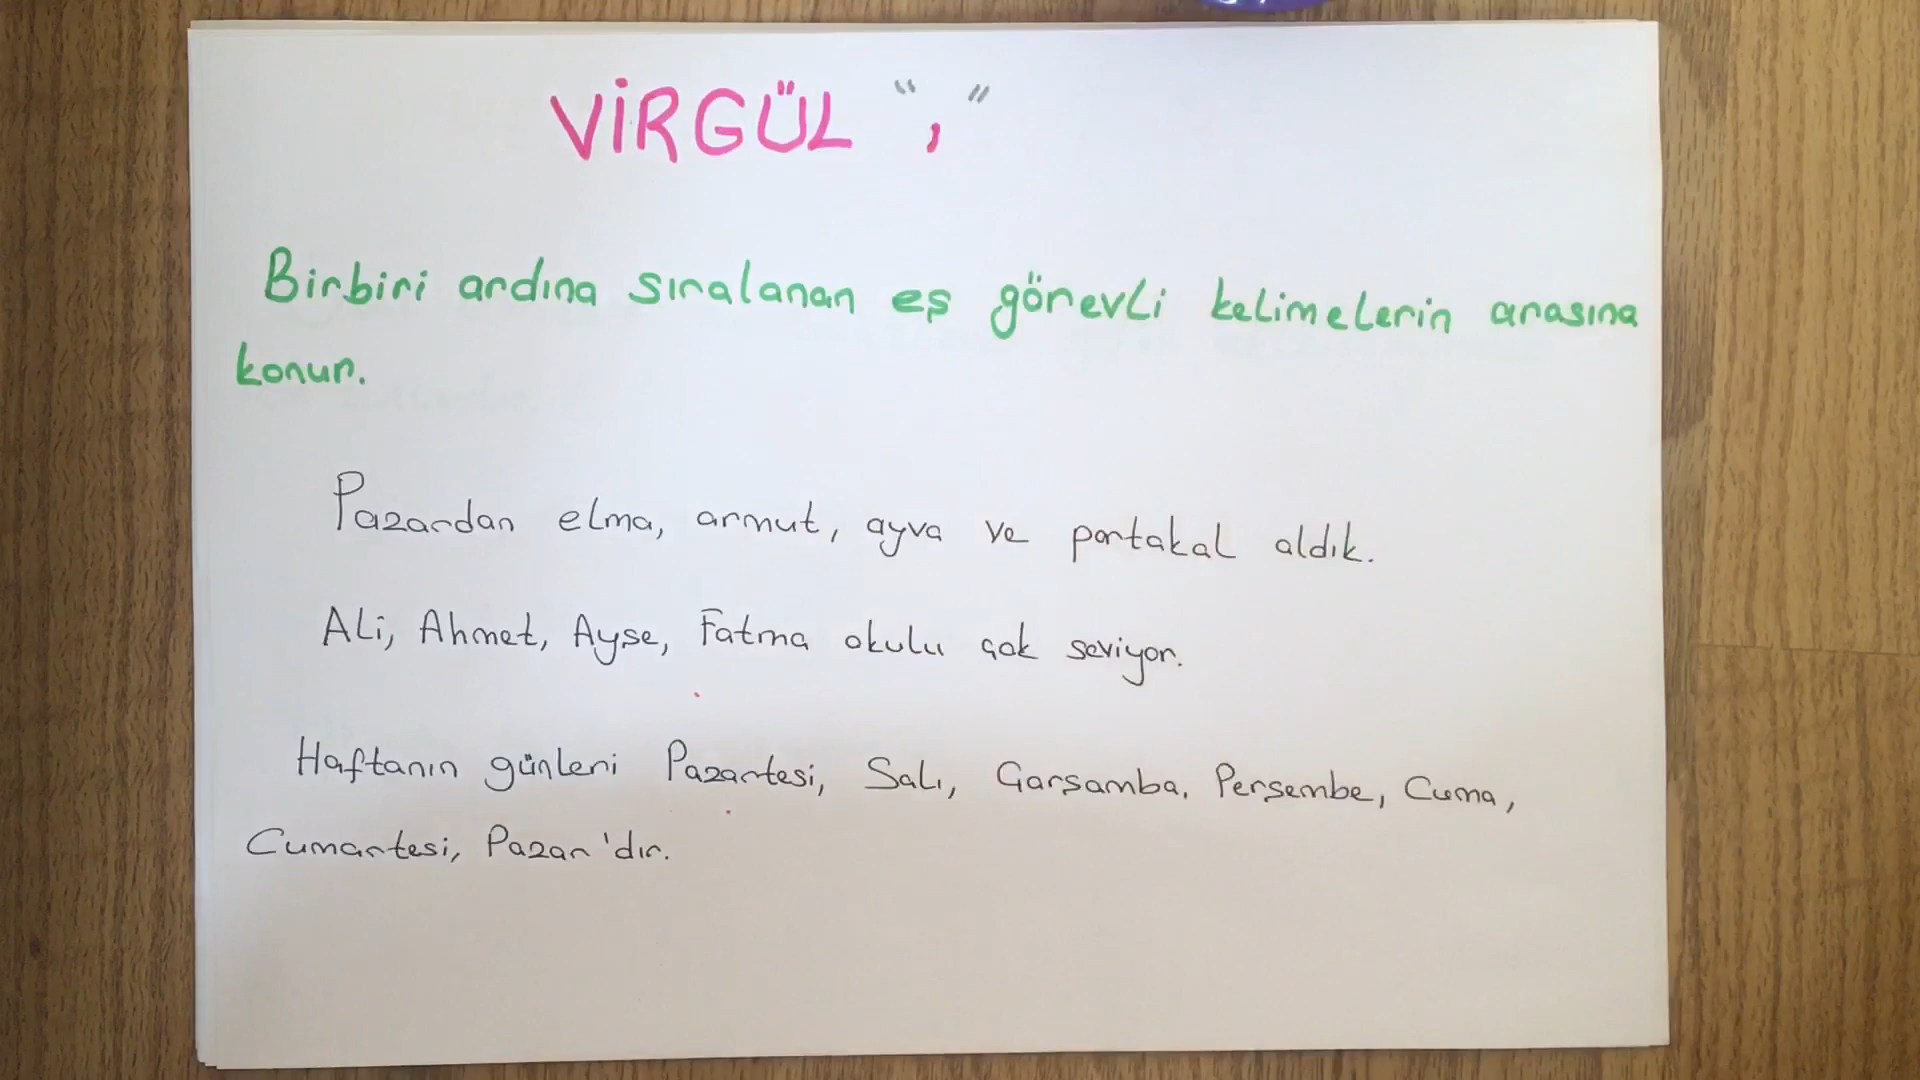 VİRGÜL “,”
Birbiri ardına sıralanan eş görevli kelimelerin arasına
konur.
Pazardan elma, armut, ayva ve portakal aldık.
Ali, Ahmet, Ayşe, Fatma okulu çok seviyor.
Haftanın günleri Pazartesi, Salı, Çarşamba, Perşembe, Cuma,
Cumartesi, Pazar'dır.